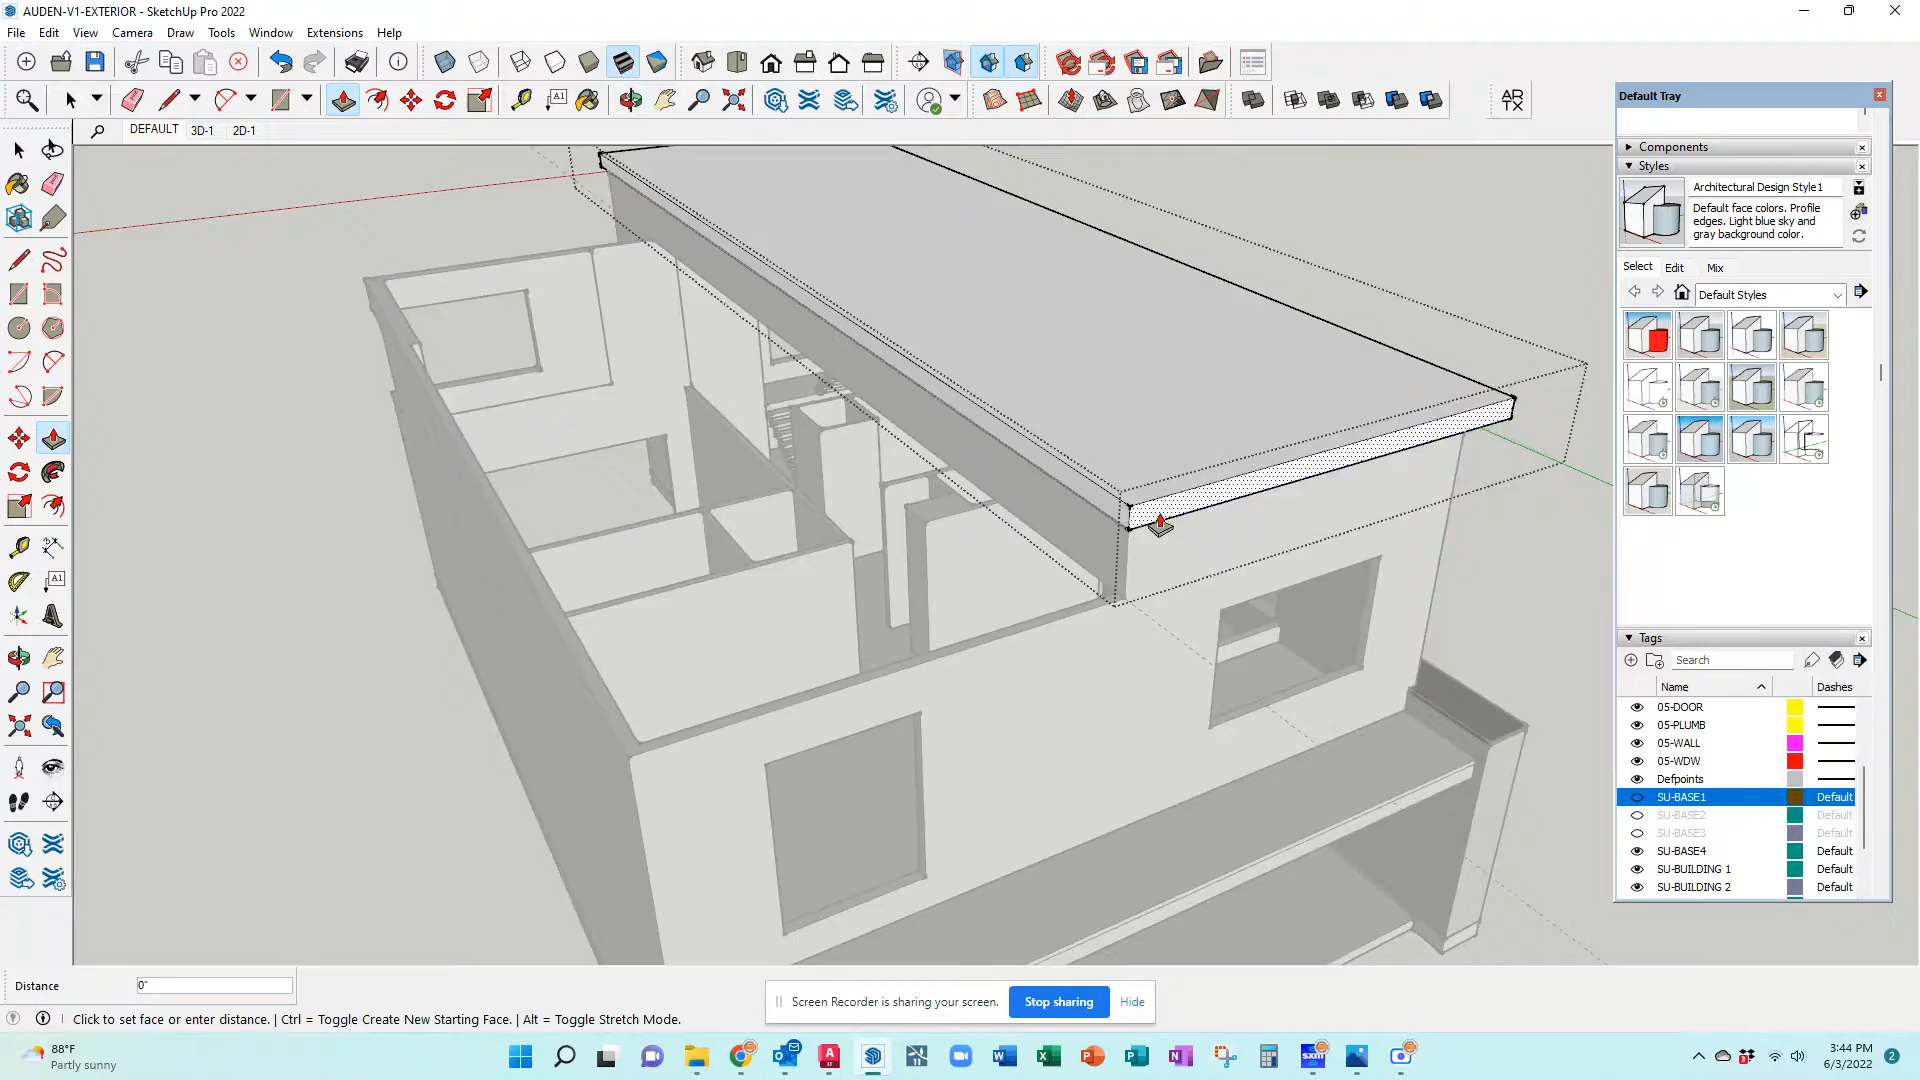 AUDEN-V1-EXTERIOR - SketchUp Pro 2022
File Edit View Camera Draw Tools Window Extensions Help
A1
AR
TX
DEFAULT 3D-1 2D-1
Default Tray
Components
Styles
Architectural Design Style1
Default face colors. Profile
edges. Light blue sky and
gray background color.
Select Edit Mix
Default Styles
A1
Tags
Search
Name Dashes
05-DOOR
05-PLUMB
05-WALL
05-WDW
Defpoints
SU-BASE1 Default
SU-BASE2 Default
SU-BASE3 Default
SU-BASE4 Default
SU-BUILDING 1 Default
SU-BUILDING 2 Default
Distance 0"
Screen Recorder is sharing your screen. Stop sharing Hide
Click to set face or enter distance. | Ctrl = Toggle Create New Starting Face. | Alt = Toggle Stretch Mode.
88°F
Partly sunny
3:44 PM
6/3/2022
2